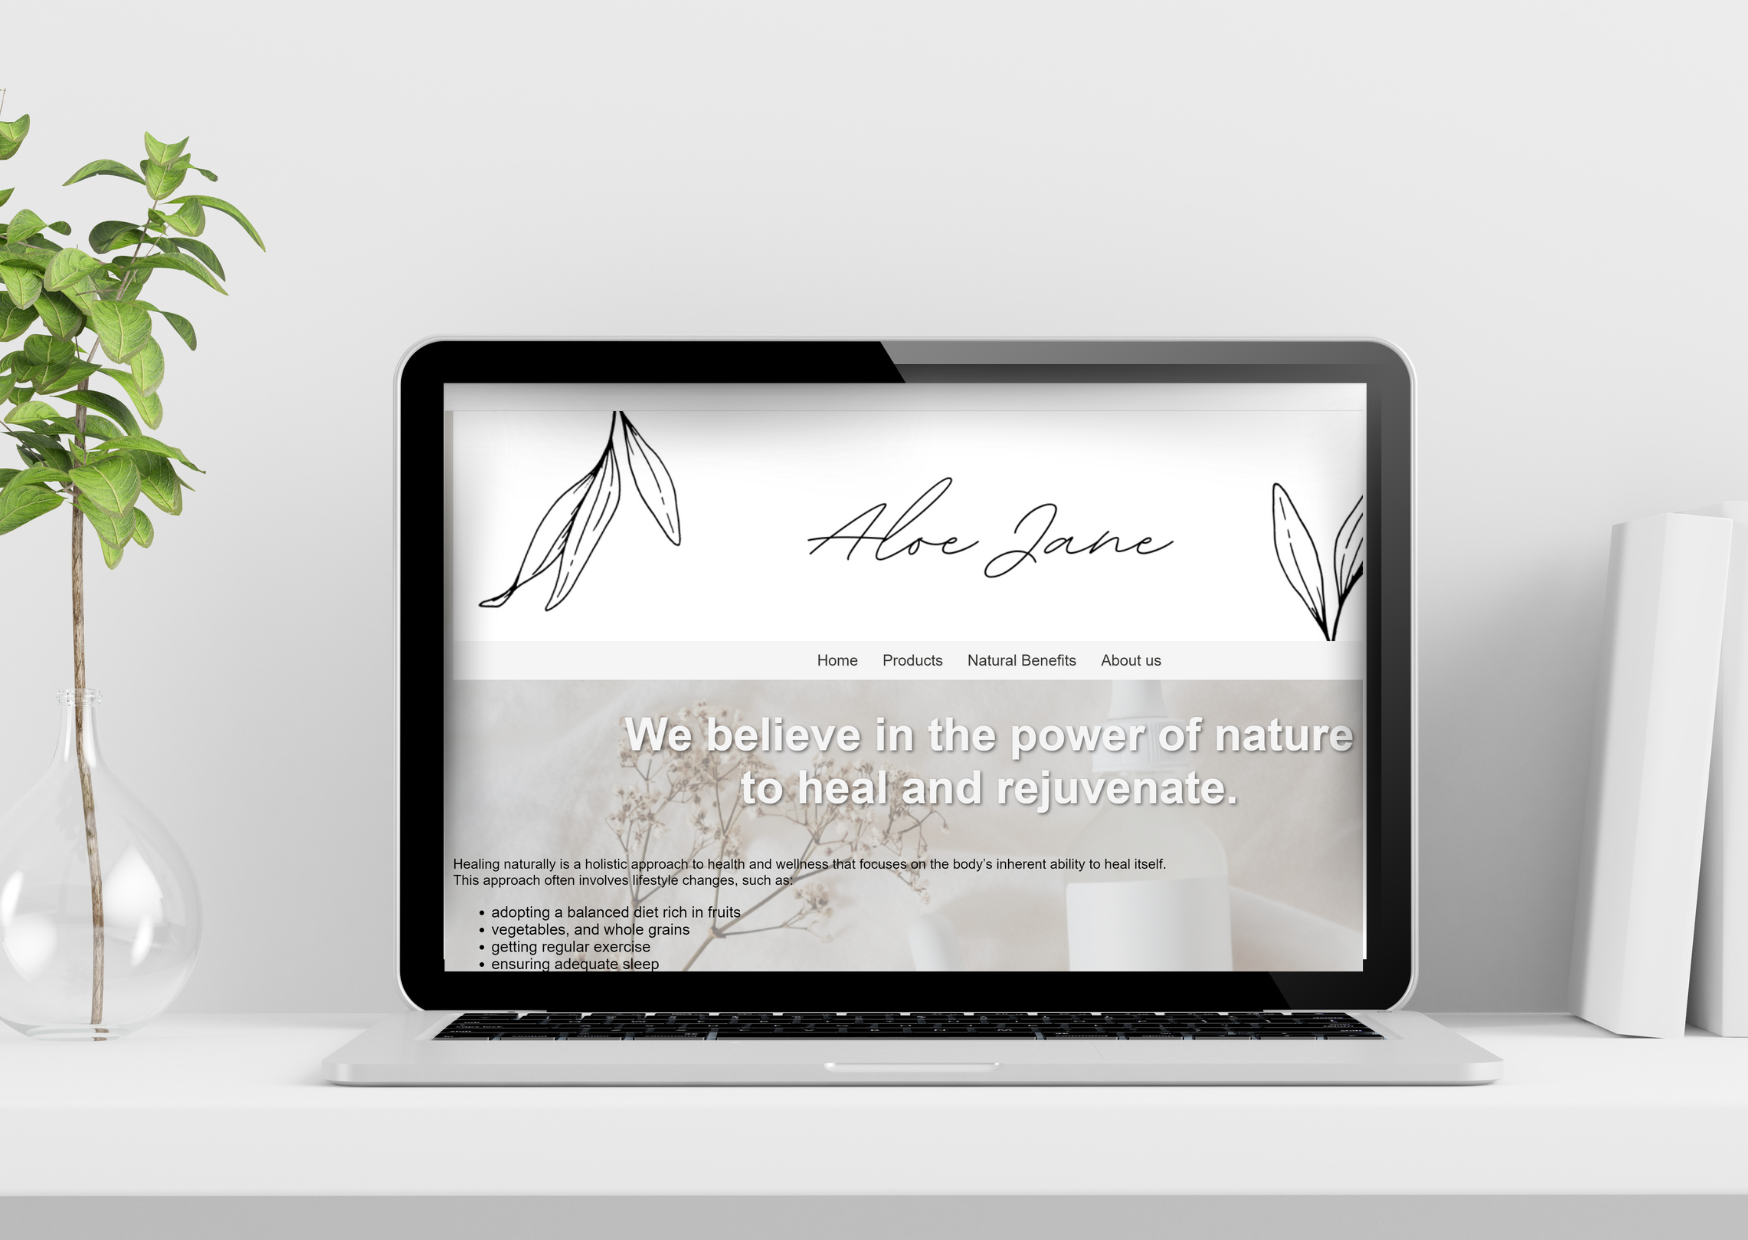 Aloe Jane
Home Products Natural Benefits About us
We believe in the power of nature
to heal and rejuvenate.
Healing naturally is a holistic approach to health and wellness that focuses on the body's inherent ability to heal itself.
This approach often involves lifestyle changes, such as:
• adopting a balanced diet rich in fruits
• vegetables, and whole grains
• getting regular exercise
• ensuring adequate sleep